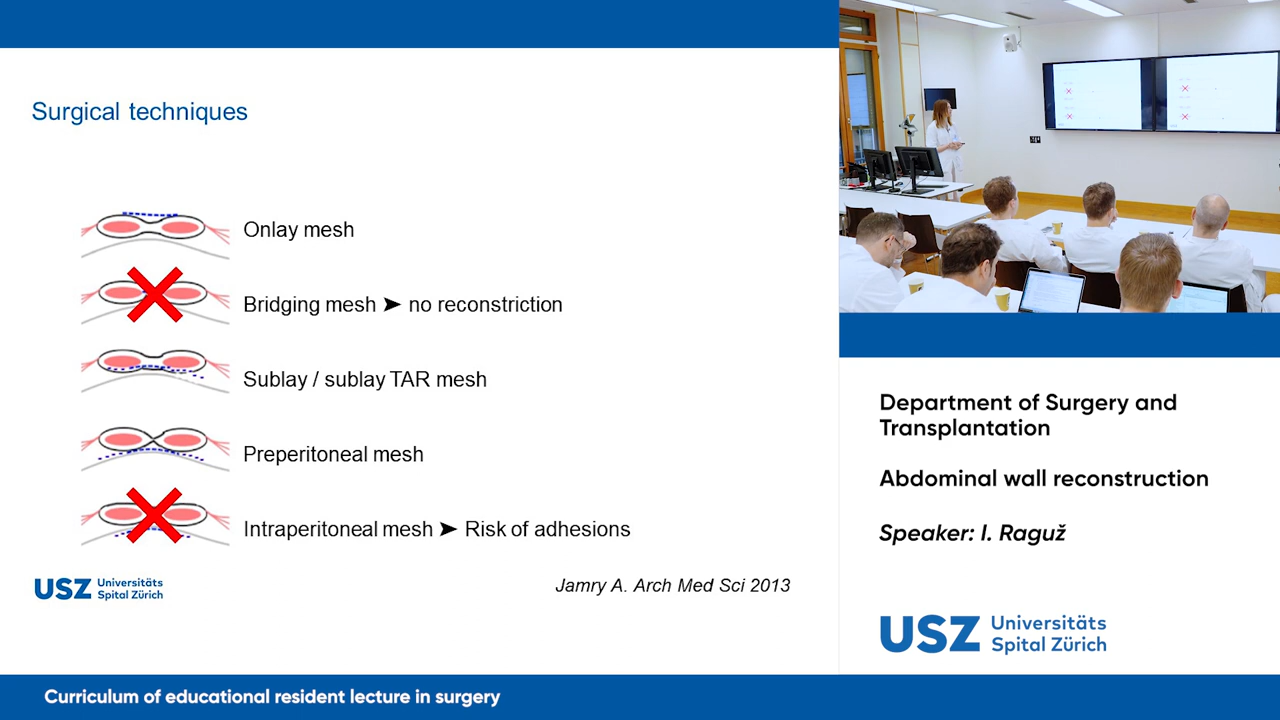 Surgical techniques
Onlay mesh
Bridging mesh ➤ no reconstriction
Sublay / sublay TAR mesh
Preperitoneal mesh
Intraperitoneal mesh ➤ Risk of adhesions
USZ Universitäts
Spital Zürich
Jamry A. Arch Med Sci 2013
Department of Surgery and
Transplantation
Abdominal wall reconstruction
Speaker: I. Raguž
USZ Universitäts
Spital Zürich
Curriculum of educational resident lecture in surgery